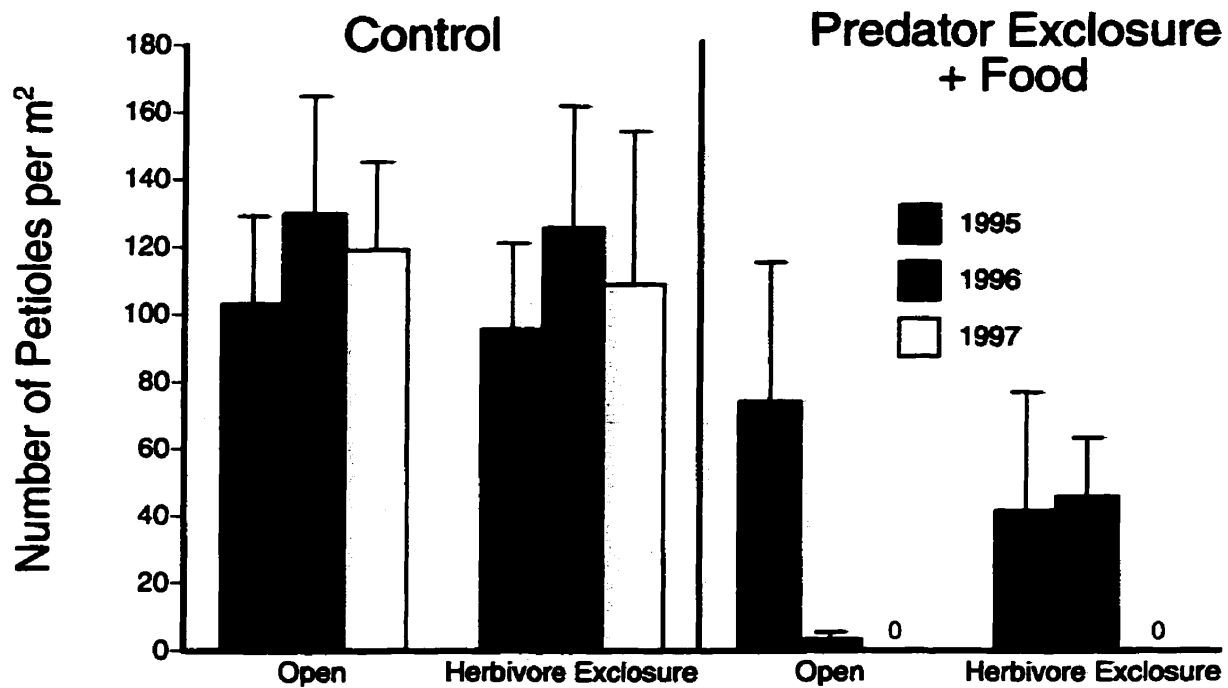 Control
Predator Exclosure
+ Food
Number of Petioles per m²
180
160
140
120
100
80
60
40
20
0
1995
1996
1997
0
0
Open
Herbivore Exclosure
Open
Herbivore Exclosure